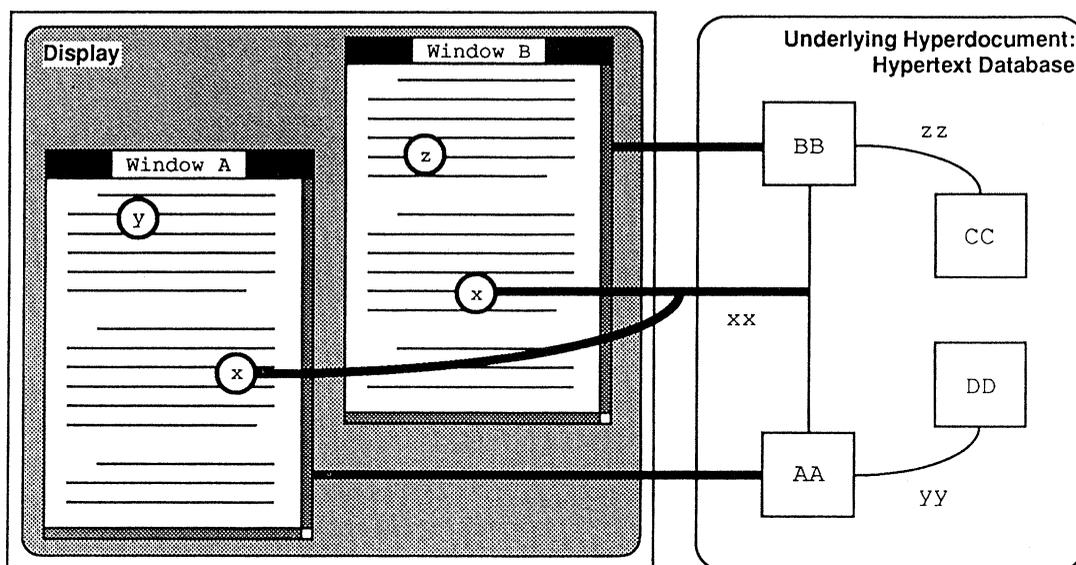 Display
Window B
z
x
Window A
y
x
Underlying Hyperdocument:
Hypertext Database
BB
zz
CC
xx
DD
AA
yy